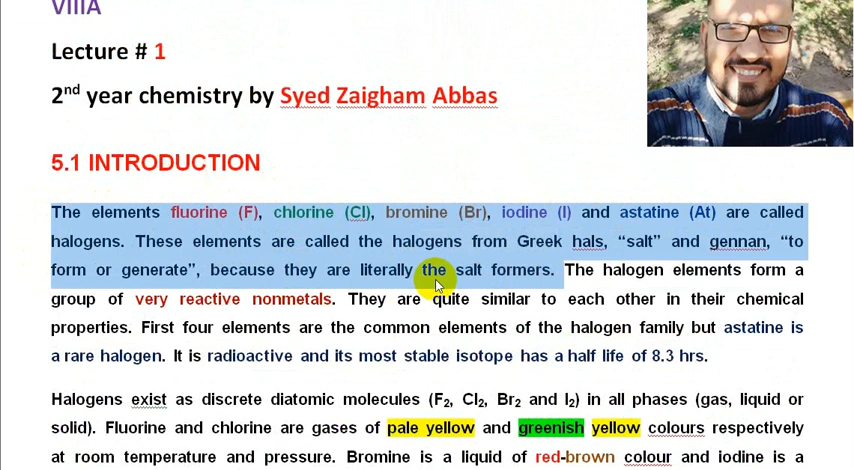 VIIIA
Lecture # 1
2nd year chemistry by Syed Zaigham Abbas
5.1 INTRODUCTION
The elements fluorine (F), chlorine (Cl), bromine (Br), iodine (I) and astatine (At) are called
halogens. These elements are called the halogens from Greek hals, “salt” and gennan, “to
form or generate”, because they are literally the salt formers. The halogen elements form a
group of very reactive nonmetals. They are quite similar to each other in their chemical
properties. First four elements are the common elements of the halogen family but astatine is
a rare halogen. It is radioactive and its most stable isotope has a half life of 8.3 hrs.
Halogens exist as discrete diatomic molecules (F2, Cl2, Br2 and I2) in all phases (gas, liquid or
solid). Fluorine and chlorine are gases of pale yellow and greenish yellow colours respectively
at room temperature and pressure. Bromine is a liquid of red-brown colour and iodine is a